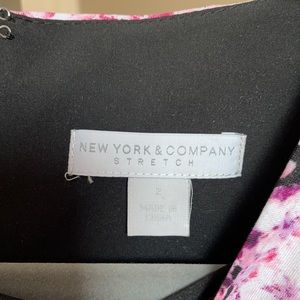 NEW YORK & COMPANY
STRETCH
2
MADE IN
CHINA